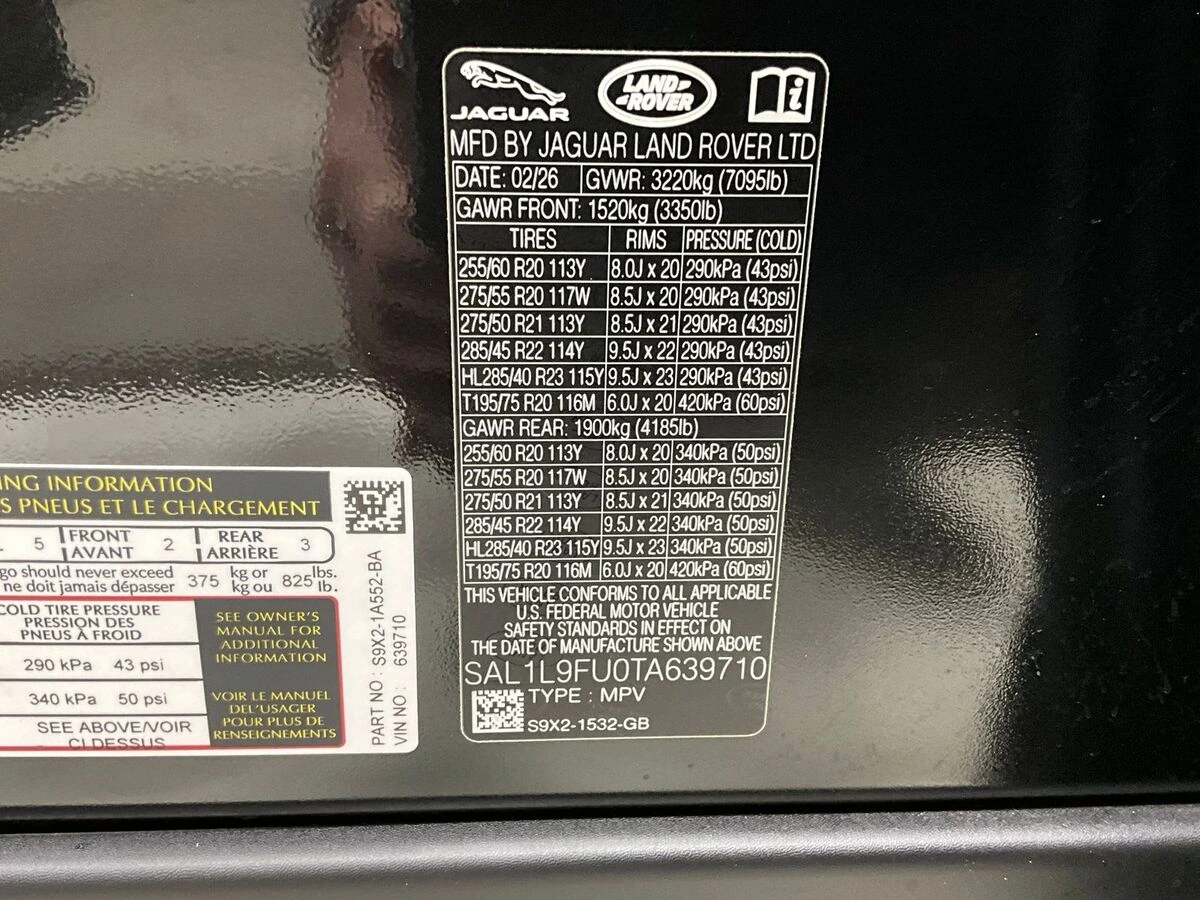 JAGUAR
LAND ROVER
i
MFD BY JAGUAR LAND ROVER LTD
DATE: 02/26 GVWR: 3220kg (7095lb)
GAWR FRONT: 1520kg (3350lb)
TIRES RIMS PRESSURE (COLD)
255/60 R20 113Y 8.0J x 20 290kPa (43psi)
275/55 R20 117W 8.5J x 20 290kPa (43psi)
275/50 R21 113Y 8.5J x 21 290kPa (43psi)
285/45 R22 114Y 9.5J x 22 290kPa (43psi)
HL285/40 R23 115Y 9.5J x 23 290kPa (43psi)
T195/75 R20 116M 6.0J x 20 420kPa (60psi)
GAWR REAR: 1900kg (4185lb)
255/60 R20 113Y 8.0J x 20 340kPa (50psi)
275/55 R20 117W 8.5J x 20 340kPa (50psi)
275/50 R21 113Y 8.5J x 21 340kPa (50psi)
285/45 R22 114Y 9.5J x 22 340kPa (50psi)
HL285/40 R23 115Y 9.5J x 23 340kPa (50psi)
T195/75 R20 116M 6.0J x 20 420kPa (60psi)
THIS VEHICLE CONFORMS TO ALL APPLICABLE
U.S. FEDERAL MOTOR VEHICLE
SAFETY STANDARDS IN EFFECT ON
THE DATE OF MANUFACTURE SHOWN ABOVE
SAL1L9FU0TA639710
TYPE : MPV
S9X2-1532-GB
ING INFORMATION
S PNEUS ET LE CHARGEMENT
5 FRONT AVANT 2 REAR ARRIÈRE 3
go should never exceed 375 kg or 825 lbs.
ne doit jamais dépasser kg ou lb.
COLD TIRE PRESSURE
PRESSION DES
PNEUS À FROID
290 kPa 43 psi
340 kPa 50 psi
SEE ABOVE/VOIR
CI DESSUS
SEE OWNER'S
MANUAL FOR
ADDITIONAL
INFORMATION
VOIR LE MANUEL
DEL'USAGER
POUR PLUS DE
RENSEIGNEMENTS
PART NO : S9X2-1A552-BA
VIN NO : 639710